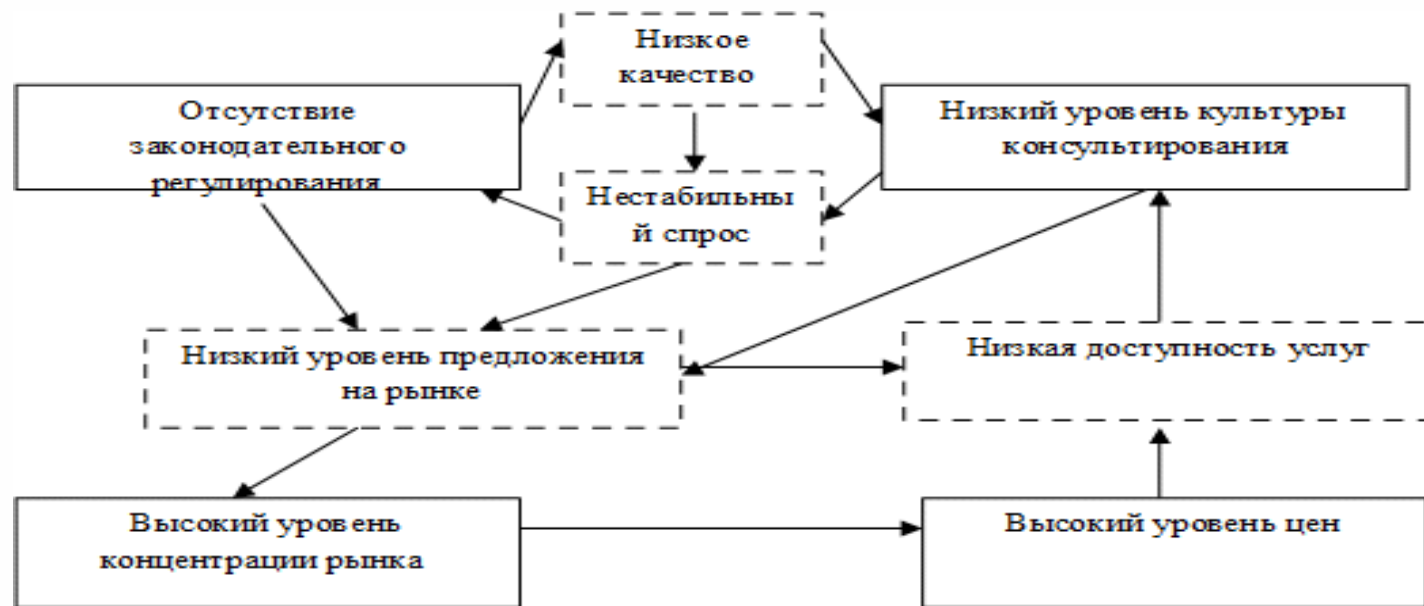 Низкое
качество
Отсутствие
законодательного
регулирования
Низкий уровень культуры
консультирования
Нестабильны
й спрос
Низкий уровень предложения
на рынке
Низкая доступность услуг
Высокий уровень
концентрации рынка
Высокий уровень цен